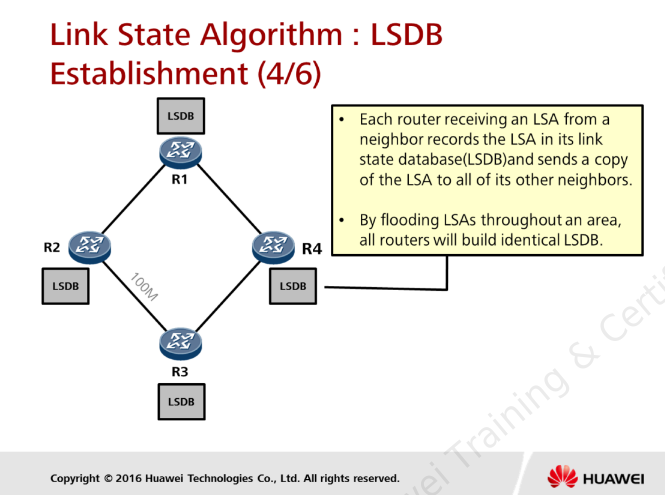 Link State Algorithm : LSDB
Establishment (4/6)
LSDB
R1
R2
LSDB
100M
R4
LSDB
R3
LSDB
• Each router receiving an LSA from a
neighbor records the LSA in its link
state database(LSDB)and sends a copy
of the LSA to all of its other neighbors.
• By flooding LSAs throughout an area,
all routers will build identical LSDB.
Training & Certi
Copyright © 2016 Huawei Technologies Co., Ltd. All rights reserved.
HUAWEI